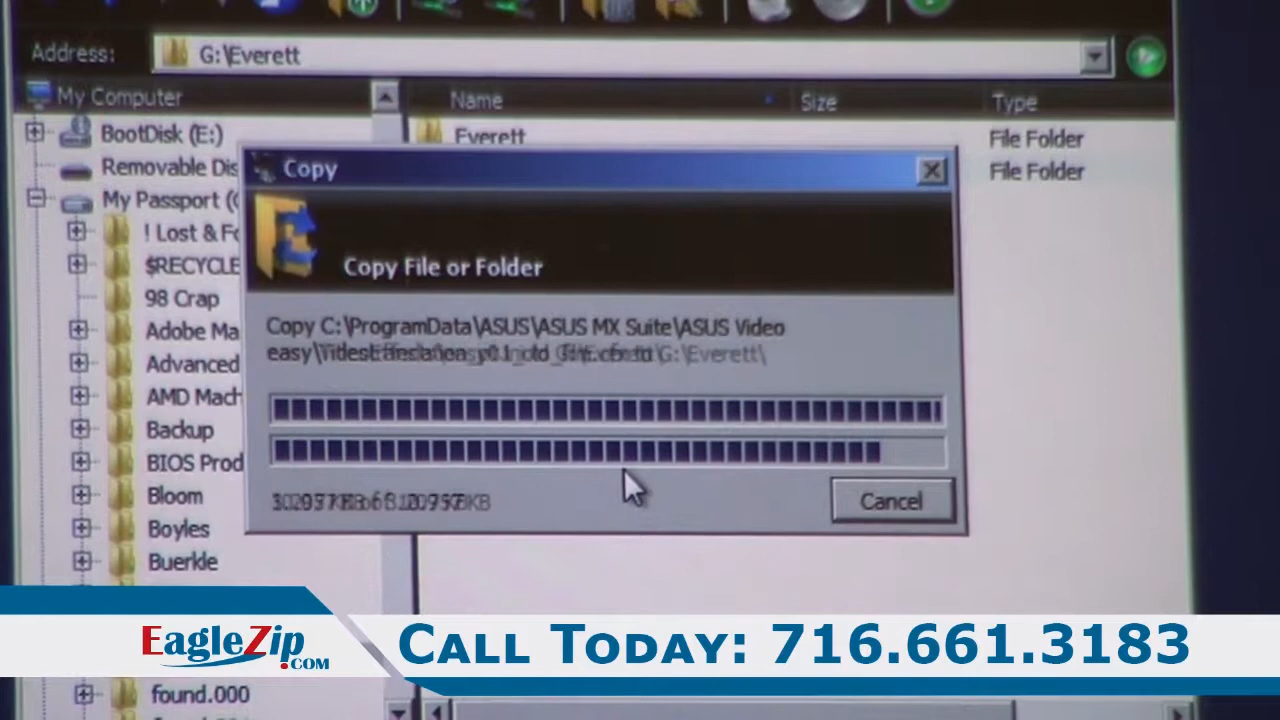 Address: G:\Everett
My Computer
Name Size Type
BootDisk (E:)
Everett File Folder
Removable Dis
File Folder
My Passport (
! Lost & Fo
$RECYCLE
98 Crap
Adobe Ma
Advanced
AMD Mach
Backup
BIOS Prod
Bloom
Boyles
Buerkle
Copy
Copy File or Folder
Copy C:\ProgramData\ASUS\ASUS MX Suite\ASUS Video
G:\Everett\
Cancel
EagleZip.com
Call Today: 716.661.3183
found.000